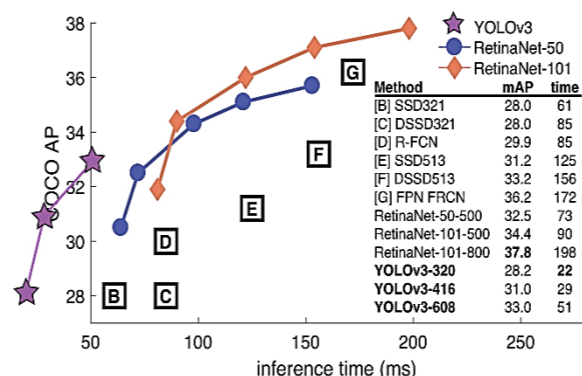 38
36
34
32
30
28
COCO AP
50
100
150
200
250
inference time (ms)
B
C
D
E
F
G
YOLOv3
RetinaNet-50
RetinaNet-101
Method mAP time
[B] SSD321 28.0 61
[C] DSSD321 28.0 85
[D] R-FCN 29.9 85
[E] SSD513 31.2 125
[F] DSSD513 33.2 156
[G] FPN FRCN 36.2 172
RetinaNet-50-500 32.5 73
RetinaNet-101-500 34.4 90
RetinaNet-101-800 37.8 198
YOLOv3-320 28.2 22
YOLOv3-416 31.0 29
YOLOv3-608 33.0 51